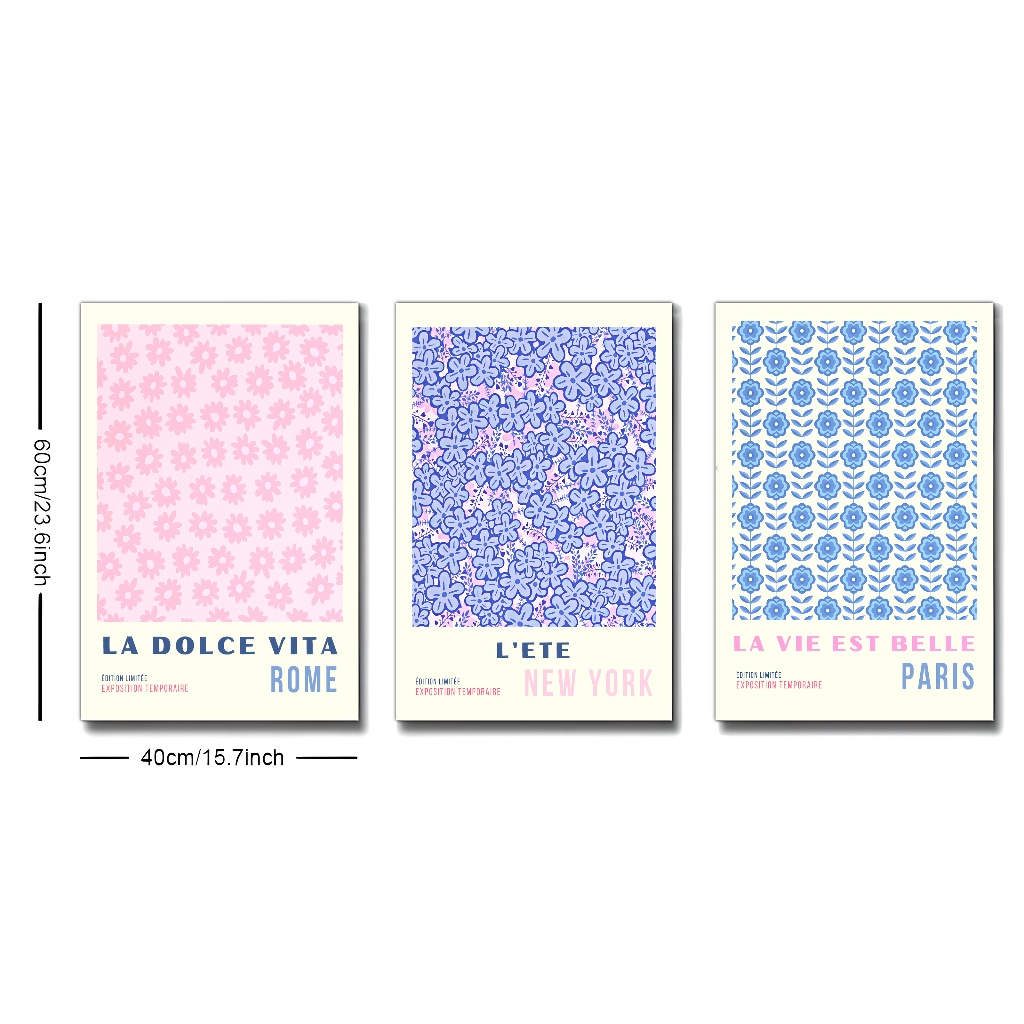 60cm/23.6inch
LA DOLCE VITA
ROME
ÉDITION LIMITÉE
EXPOSITION TEMPORAIRE
L'ETE
NEW YORK
ÉDITION LIMITÉE
EXPOSITION TEMPORAIRE
LA VIE EST BELLE
PARIS
ÉDITION LIMITÉE
EXPOSITION TEMPORAIRE
40cm/15.7inch